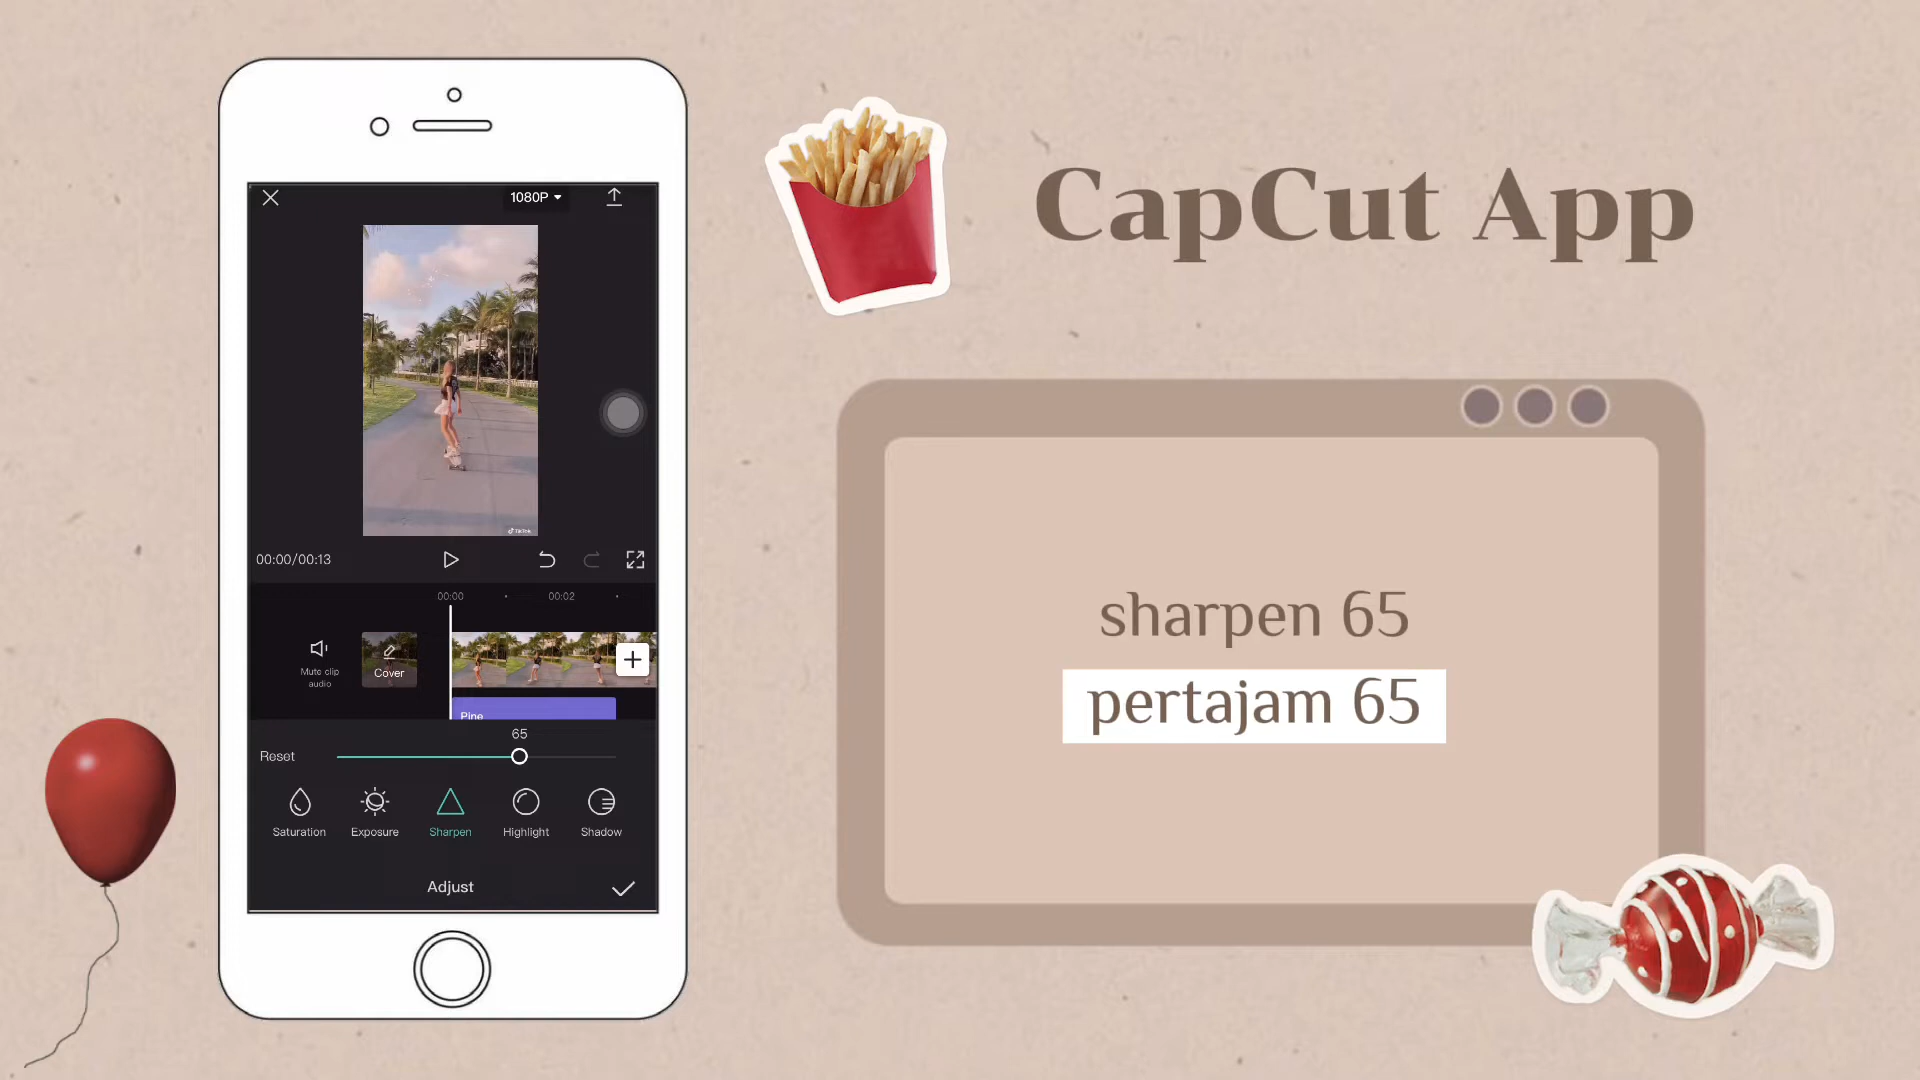 CapCut App
1080P
TikTok
00:00/00:13
00:00
00:02
Mute clip
audio
Cover
Pine
65
Reset
Saturation
Exposure
Sharpen
Highlight
Shadow
Adjust
sharpen 65
pertajam 65